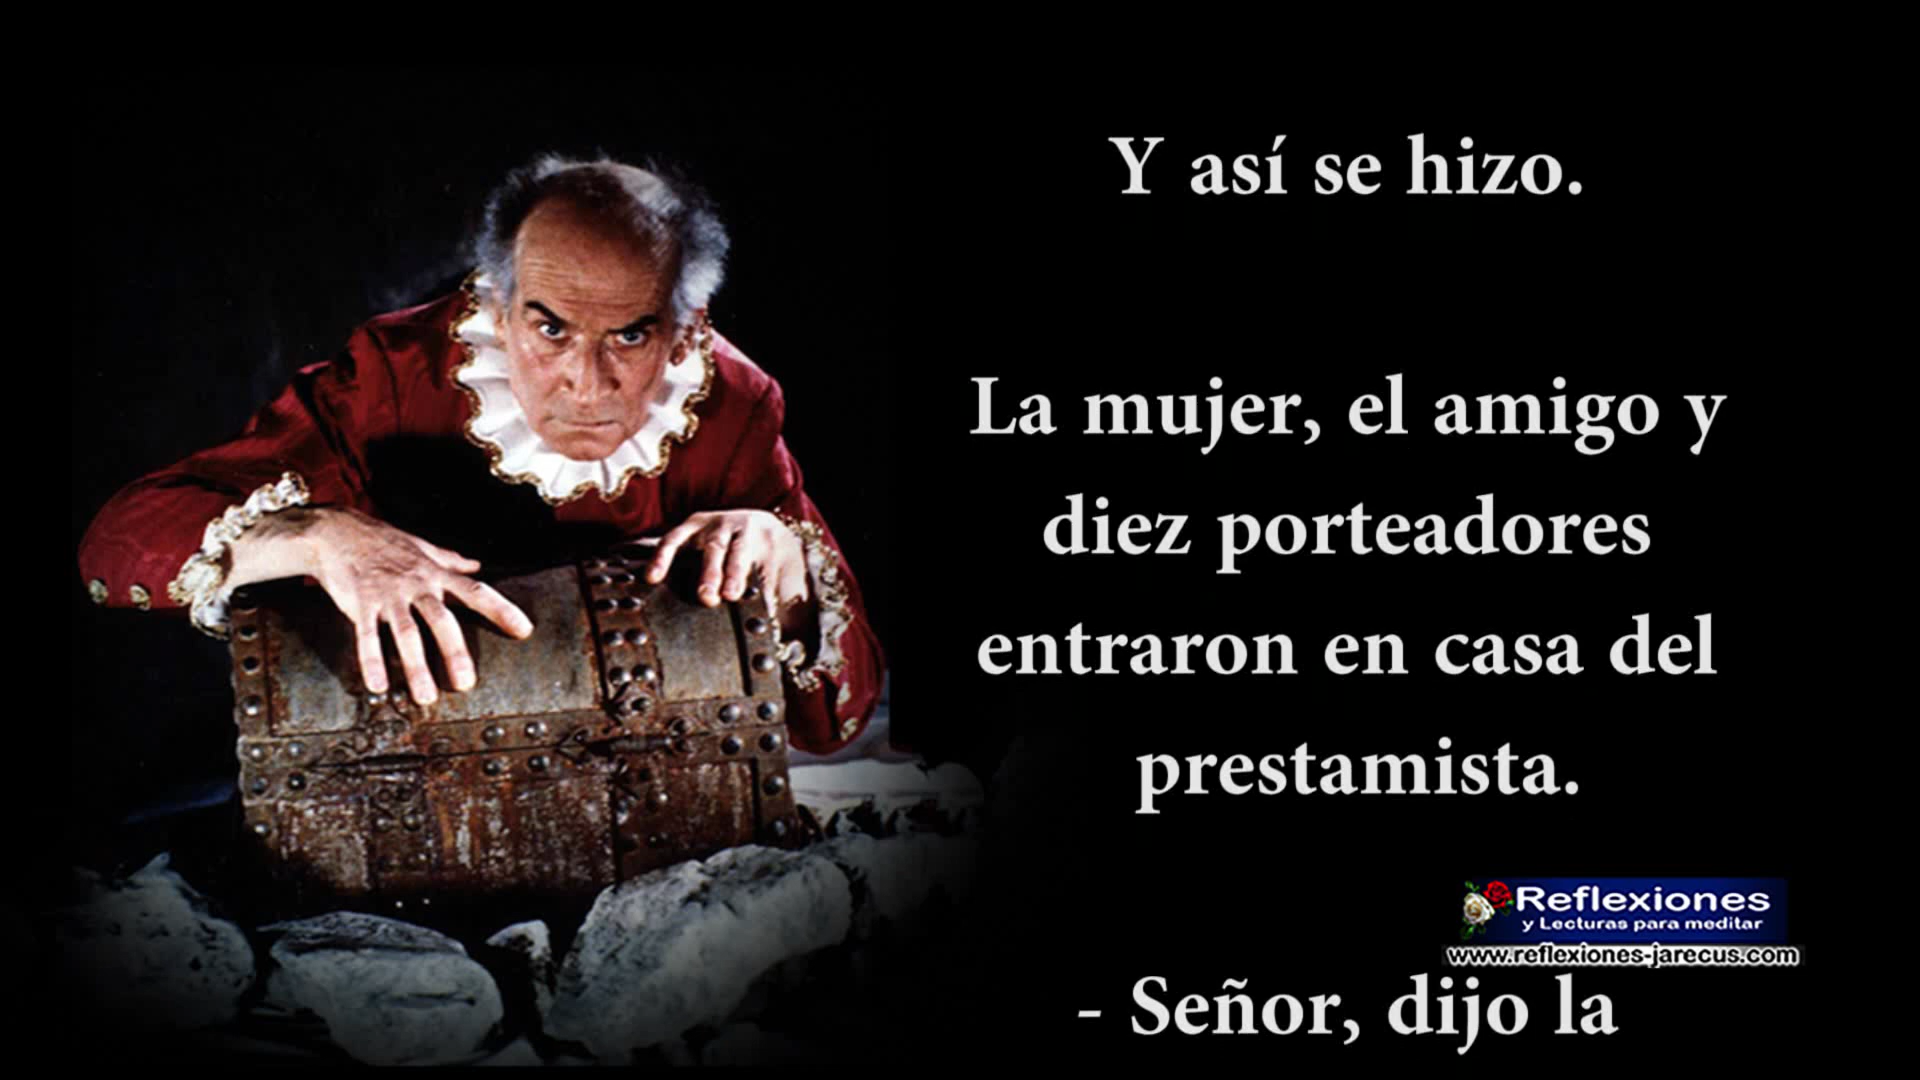 Y así se hizo.
La mujer, el amigo y
diez porteadores
entraron en casa del
prestamista.
Reflexiones
y Lecturas para meditar
www.reflexiones-jarecus.com
- Señor, dijo la